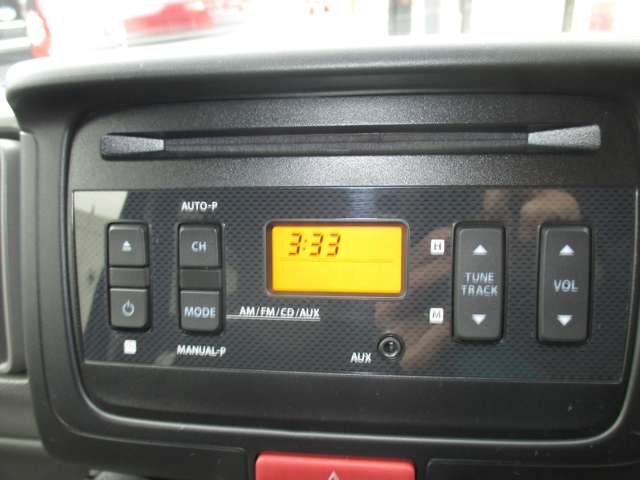 AUTO-P
CH
3:33
H
TUNE
TRACK
VOL
MODE
AM/FM/CD/AUX
M
MANUAL-P
AUX